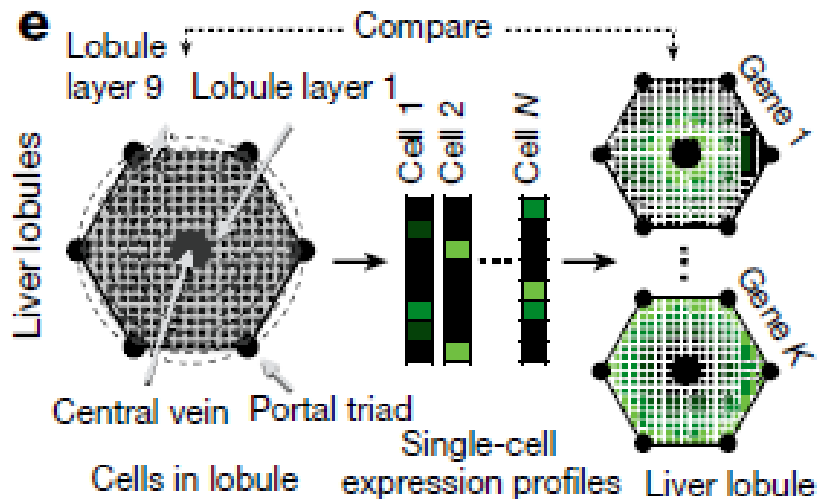 e
Compare
Lobule
layer 9
Lobule layer 1
Liver lobules
Cell 1
Cell 2
Cell N
Gene 1
Gene K
Central vein
Portal triad
Cells in lobule
Single-cell
expression profiles
Liver lobule